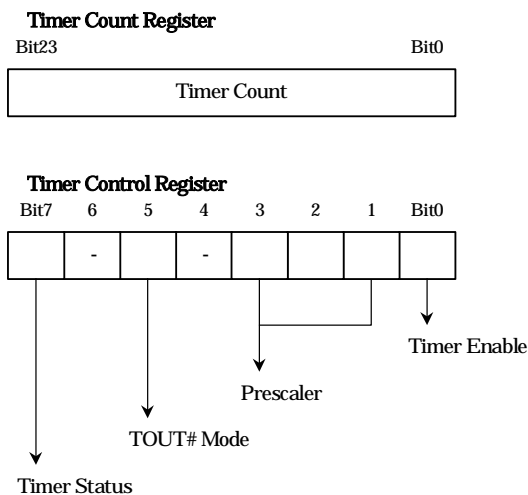 Timer Count Register
Bit23 Bit0
Timer Count
Timer Control Register
Bit7 6 5 4 3 2 1 Bit0
- -
Timer Enable
Prescaler
TOUT# Mode
Timer Status